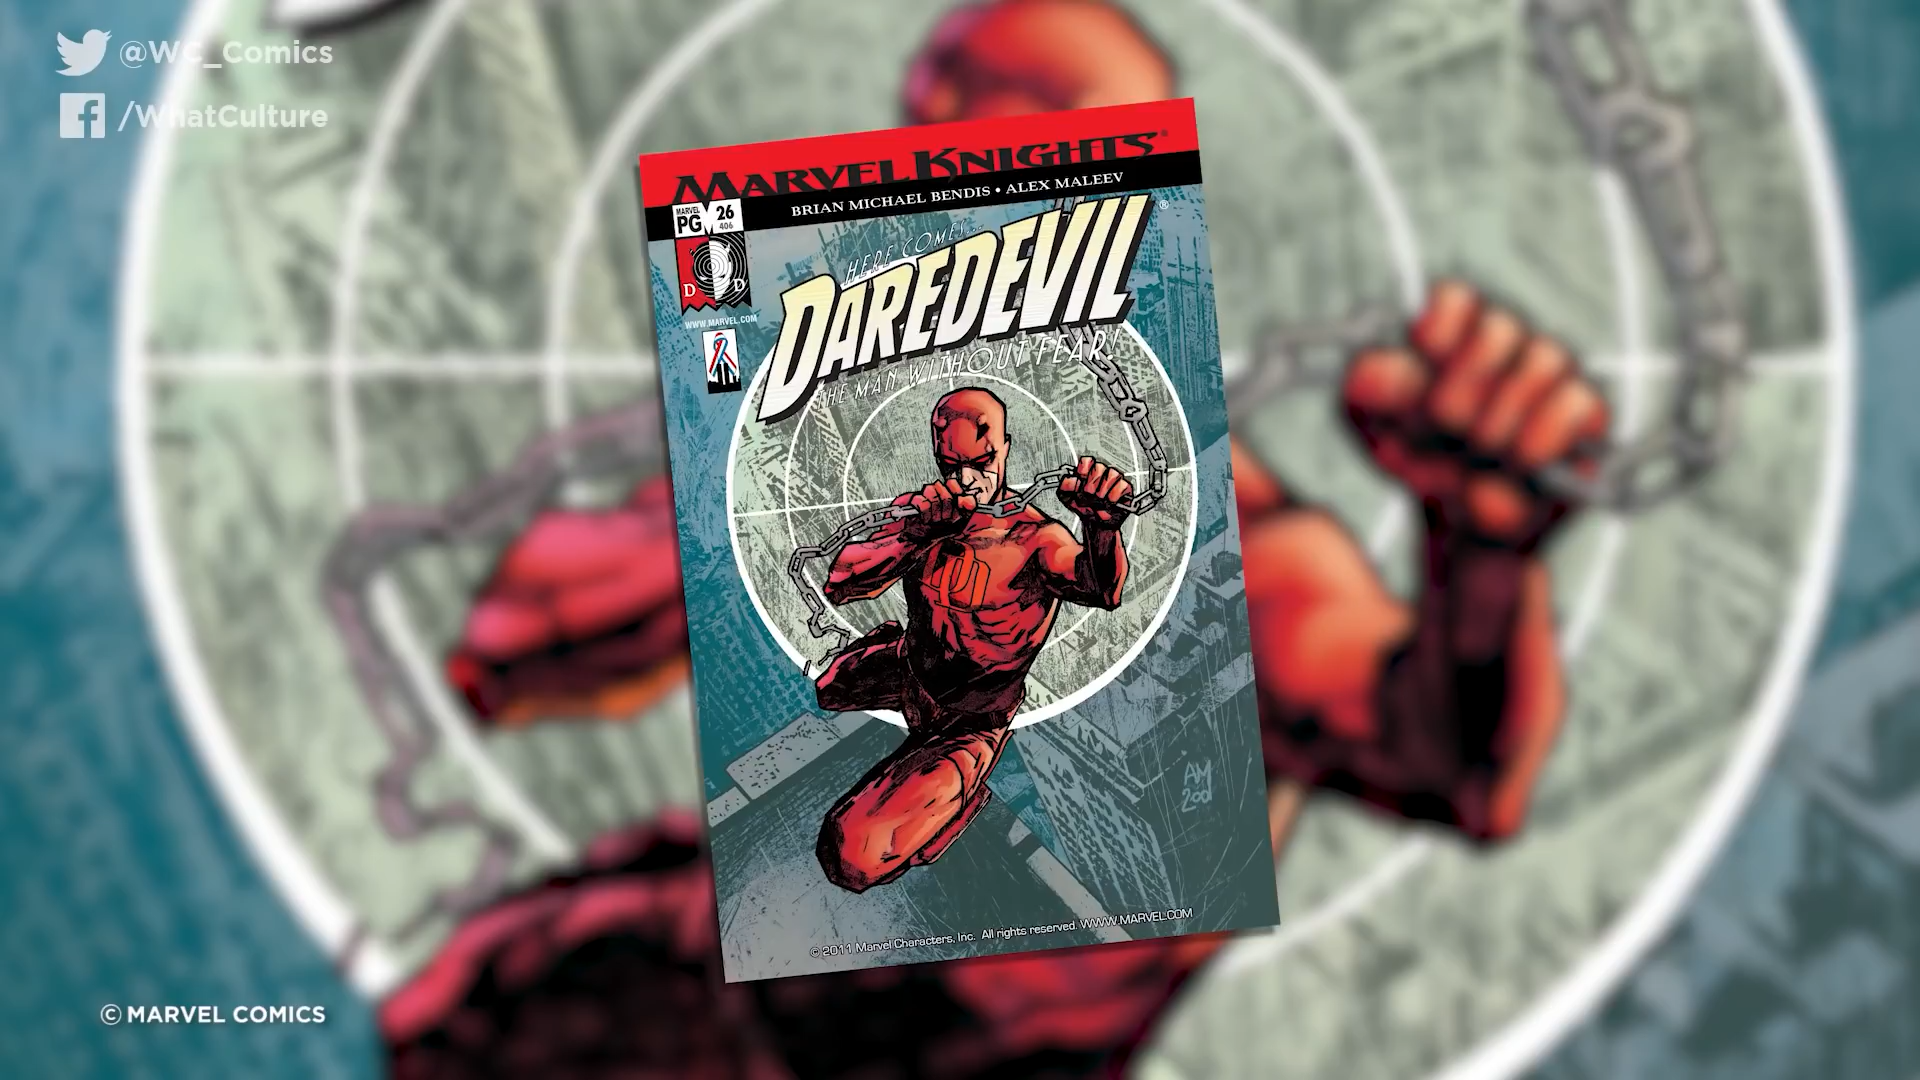 @WC_Comics
/WhatCulture
MARVEL KNIGHTS®
BRIAN MICHAEL BENDIS • ALEX MALEEV
MARVEL
PG
26
406
D D
WWW.MARVEL.COM
HERE COMES...
DAREDEVIL®
THE MAN WITHOUT FEAR!
DD
AM
2001
© 2011 Marvel Characters, Inc. All rights reserved. WWW.MARVEL.COM
© MARVEL COMICS